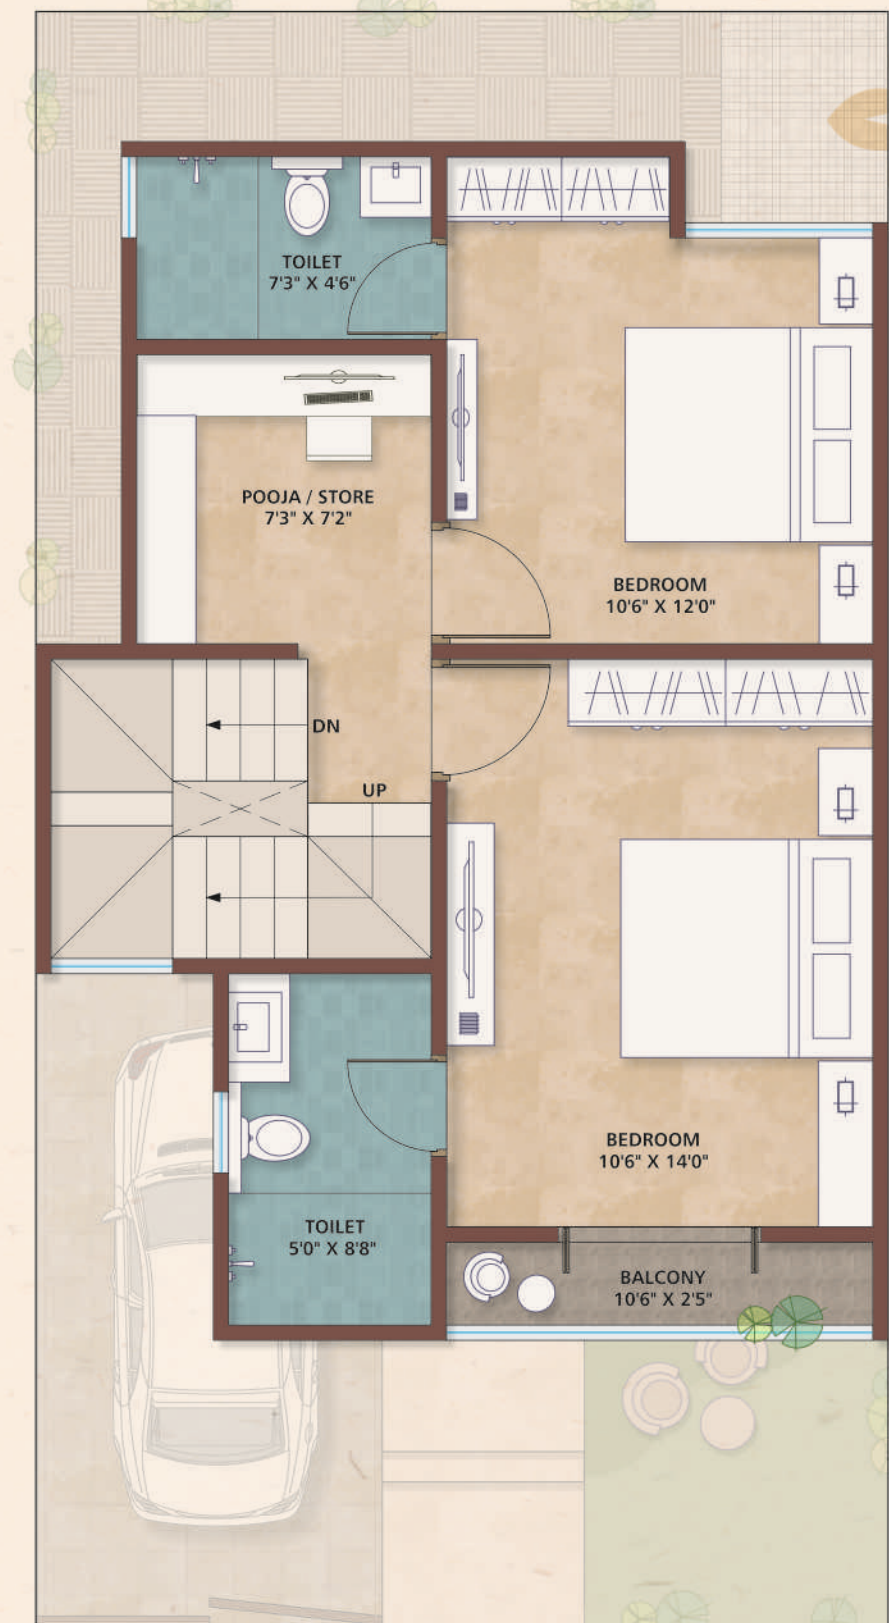 TOILET
7'3" X 4'6"
POOJA / STORE
7'3" X 7'2"
BEDROOM
10'6" X 12'0"
DN
UP
BEDROOM
10'6" X 14'0"
TOILET
5'0" X 8'8"
BALCONY
10'6" X 2'5"